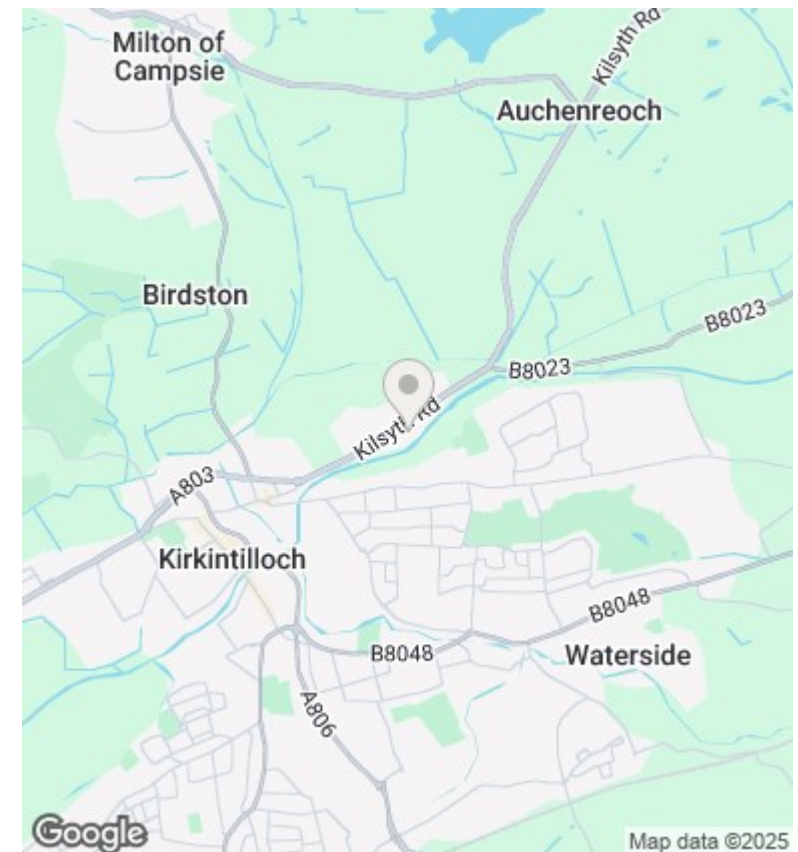 Milton of
Campsie
Kilsyth Rd
Auchenreoch
Birdston
B8023
B8023
Kilsyth Rd
A803
Kirkintilloch
B8048
B8048
Waterside
A806
Google
Map data ©2025